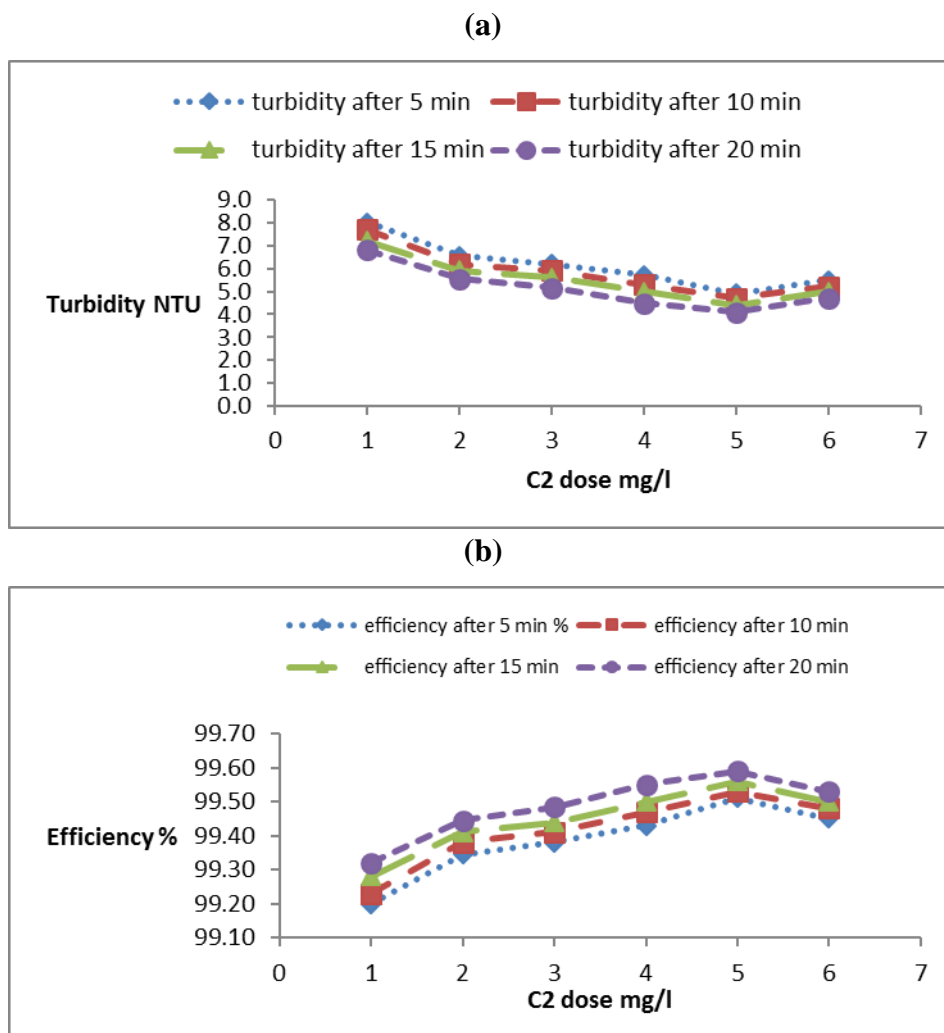 (a)
turbidity after 5 min turbidity after 10 min
turbidity after 15 min turbidity after 20 min
9.0
8.0
7.0
6.0
5.0
4.0
3.0
2.0
1.0
0.0
Turbidity NTU
0 1 2 3 4 5 6 7
C2 dose mg/l
(b)
efficiency after 5 min % efficiency after 10 min
efficiency after 15 min efficiency after 20 min
99.70
99.60
99.50
99.40
99.30
99.20
99.10
Efficiency %
0 1 2 3 4 5 6 7
C2 dose mg/l